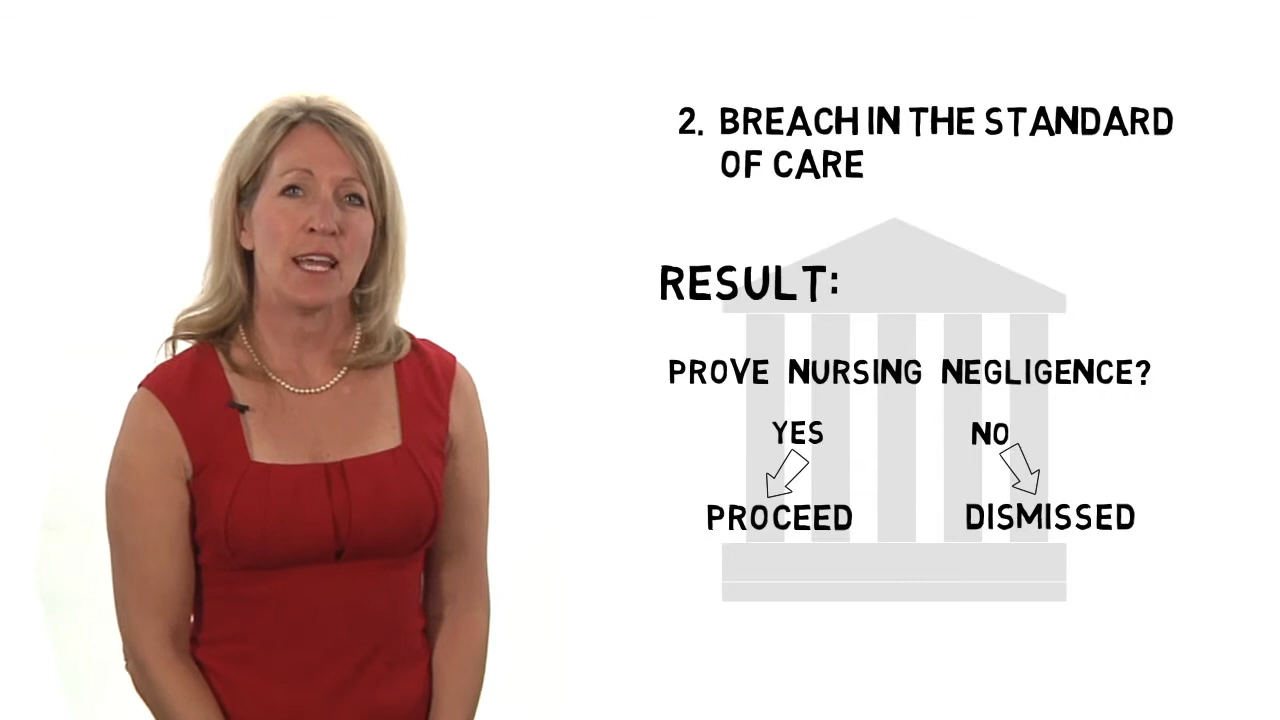 2. BREACH IN THE STANDARD
OF CARE
RESULT:
PROVE NURSING NEGLIGENCE?
YES
NO
PROCEED
DISMISSED